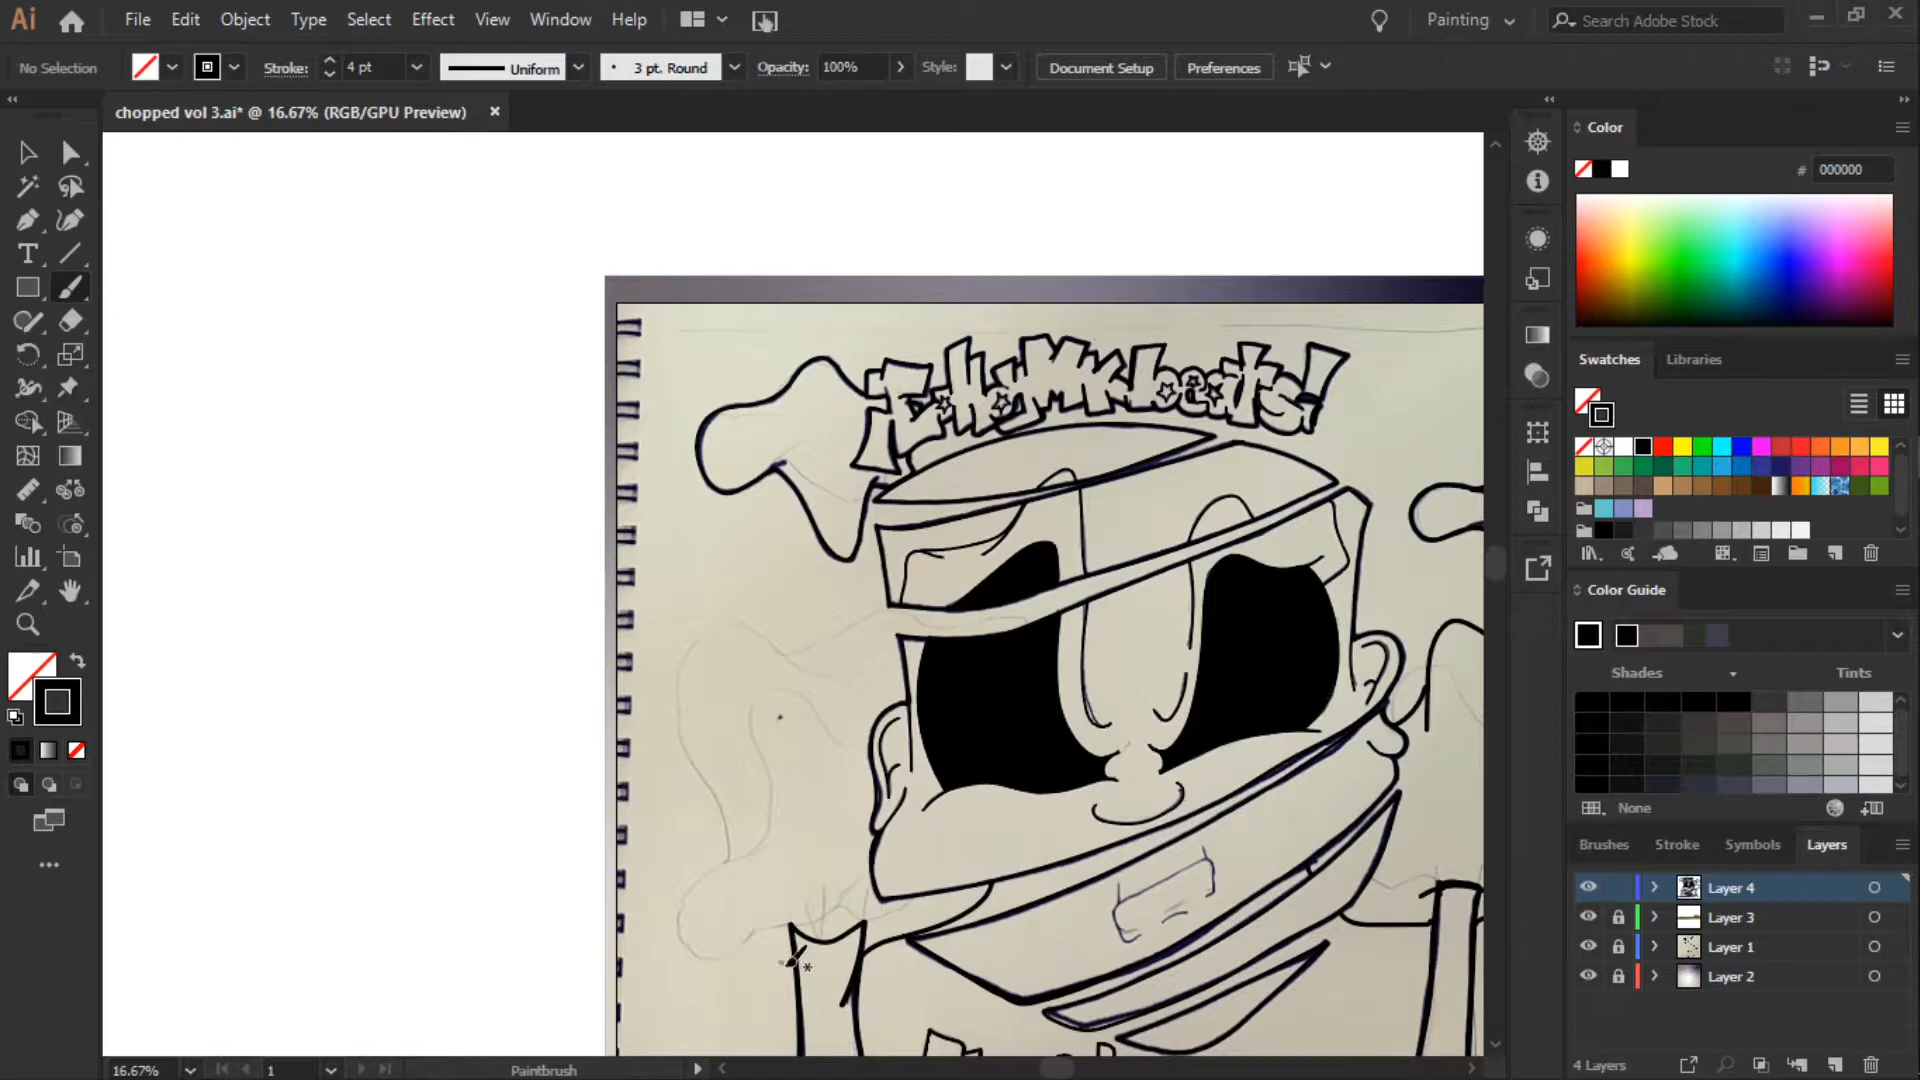 Ai File Edit Object Type Select Effect View Window Help Painting Search Adobe Stock
No Selection Stroke: 4 pt Uniform 3 pt. Round Opacity: 100% Style: Document Setup Preferences
chopped vol 3.ai* @ 16.67% (RGB/GPU Preview)
Color
# 000000
Swatches Libraries
Color Guide
Shades Tints
None
Brushes Stroke Symbols Layers
Layer 4
Layer 3
Layer 1
Layer 2
4 Layers
16.67% 1 Paintbrush